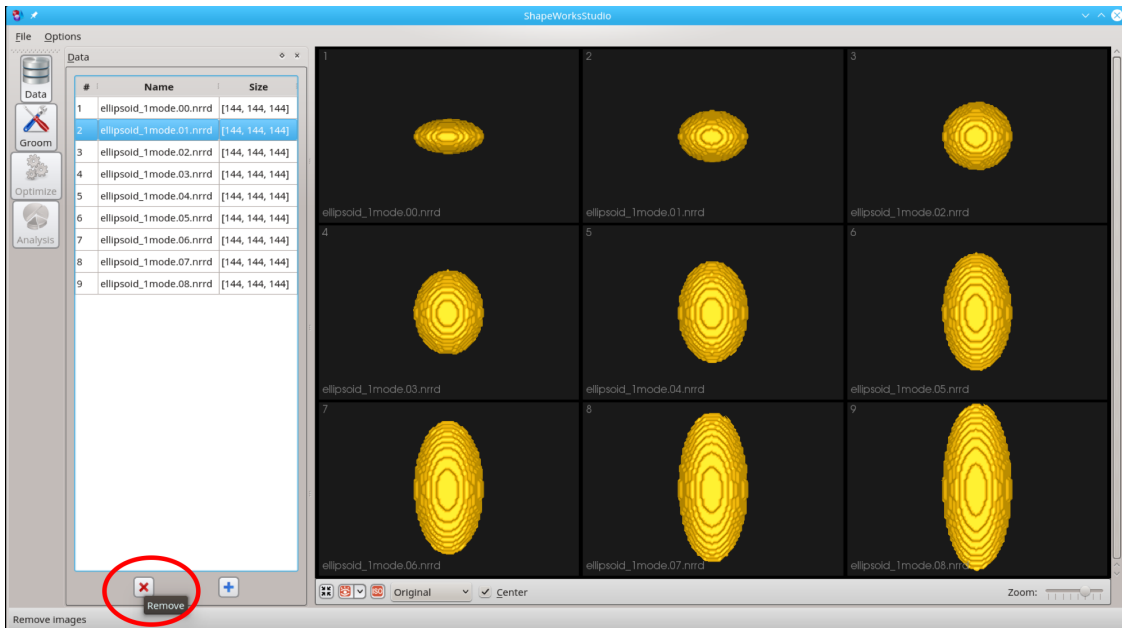 ShapeWorksStudio
File Options
Data
Data
# Name Size
1 ellipsoid_1mode.00.nrrd [144, 144, 144]
2 ellipsoid_1mode.01.nrrd [144, 144, 144]
3 ellipsoid_1mode.02.nrrd [144, 144, 144]
4 ellipsoid_1mode.03.nrrd [144, 144, 144]
5 ellipsoid_1mode.04.nrrd [144, 144, 144]
6 ellipsoid_1mode.05.nrrd [144, 144, 144]
7 ellipsoid_1mode.06.nrrd [144, 144, 144]
8 ellipsoid_1mode.07.nrrd [144, 144, 144]
9 ellipsoid_1mode.08.nrrd [144, 144, 144]
Groom
Optimize
Analysis
1 2 3
ellipsoid_1mode.00.nrrd ellipsoid_1mode.01.nrrd ellipsoid_1mode.02.nrrd
4 5 6
ellipsoid_1mode.03.nrrd ellipsoid_1mode.04.nrrd ellipsoid_1mode.05.nrrd
7 8 9
ellipsoid_1mode.06.nrrd ellipsoid_1mode.07.nrrd ellipsoid_1mode.08.nrrd
Remove
ISO Original Center Zoom:
Remove images